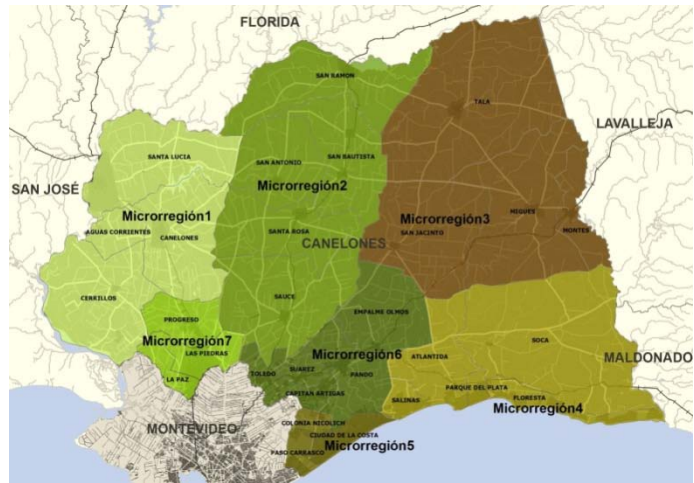 FLORIDA
SAN RAMON
TALA
LAVALLEJA
SANTA LUCIA
SAN ANTONIO
SAN BAUTISTA
SAN JOSÉ
Microrregión2
Microrregión1
Microrregión3
MIGUES
MONTES
AGUAS CORRIENTES
CANELONES
SANTA ROSA
SAN JACINTO
CANELONES
CERRILLOS
SAUCE
EMPALME OLMOS
PROGRESO
Microrregión7
SOCA
LAS PIEDRAS
Microrregión6
ATLANTIDA
MALDONADO
TOLEDO
SUAREZ
PANDO
LA PAZ
CAPITAN ARTIGAS
PARQUE DEL PLATA
SALINAS
FLORESTA
Microrregión4
MONTEVIDEO
COLONIA NICOLICH
CIUDAD DE LA COSTA
Microrregión5
PASO CARRASCO